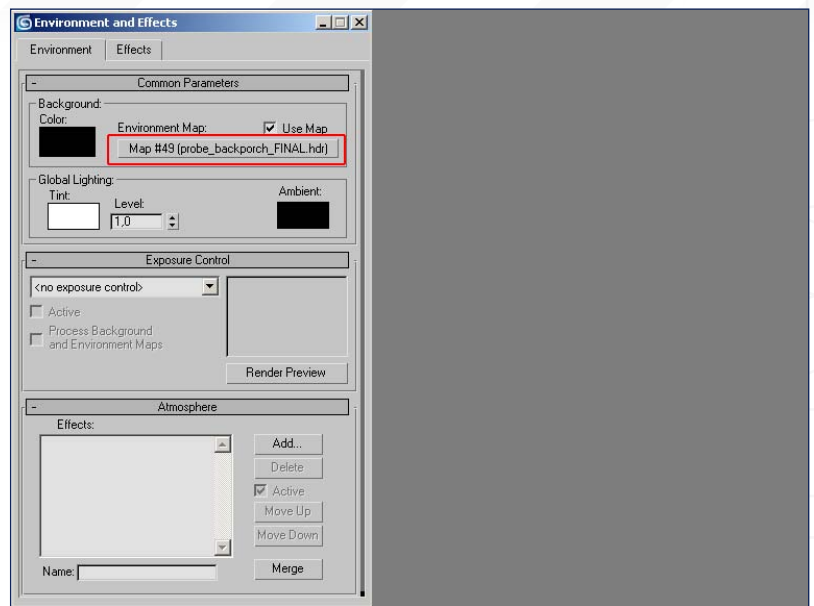 Environment and Effects
Environment Effects
- Common Parameters
Background:
Color:
Environment Map: Use Map
Map #49 (probe_backporch_FINAL.hdr)
Global Lighting:
Tint: Level: Ambient:
1,0
- Exposure Control
<no exposure control>
Active
Process Background
and Environment Maps
Render Preview
- Atmosphere
Effects:
Add...
Delete
Active
Move Up
Move Down
Name: Merge